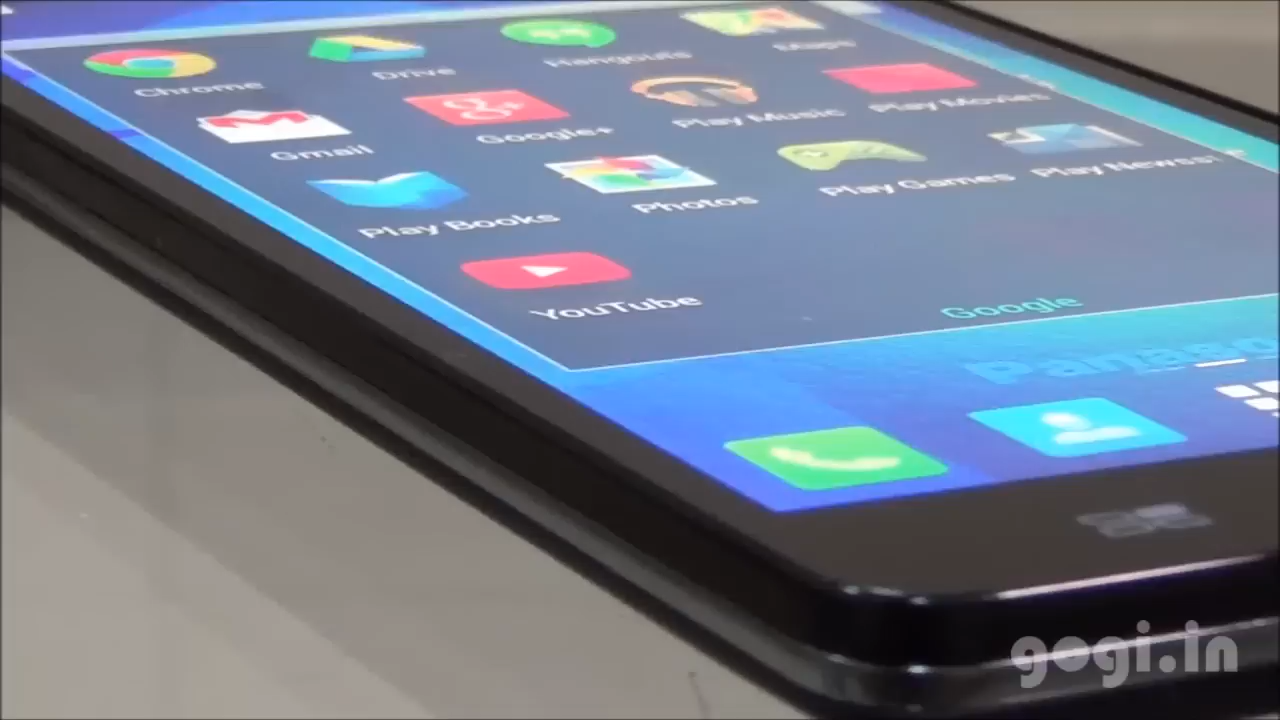 Chrome
Drive
Hangouts
Maps
Gmail
Google+
Play Music
Play Movies
Play Books
Photos
Play Games
Play Newsst
YouTube
Google
Panaso
gogi.in